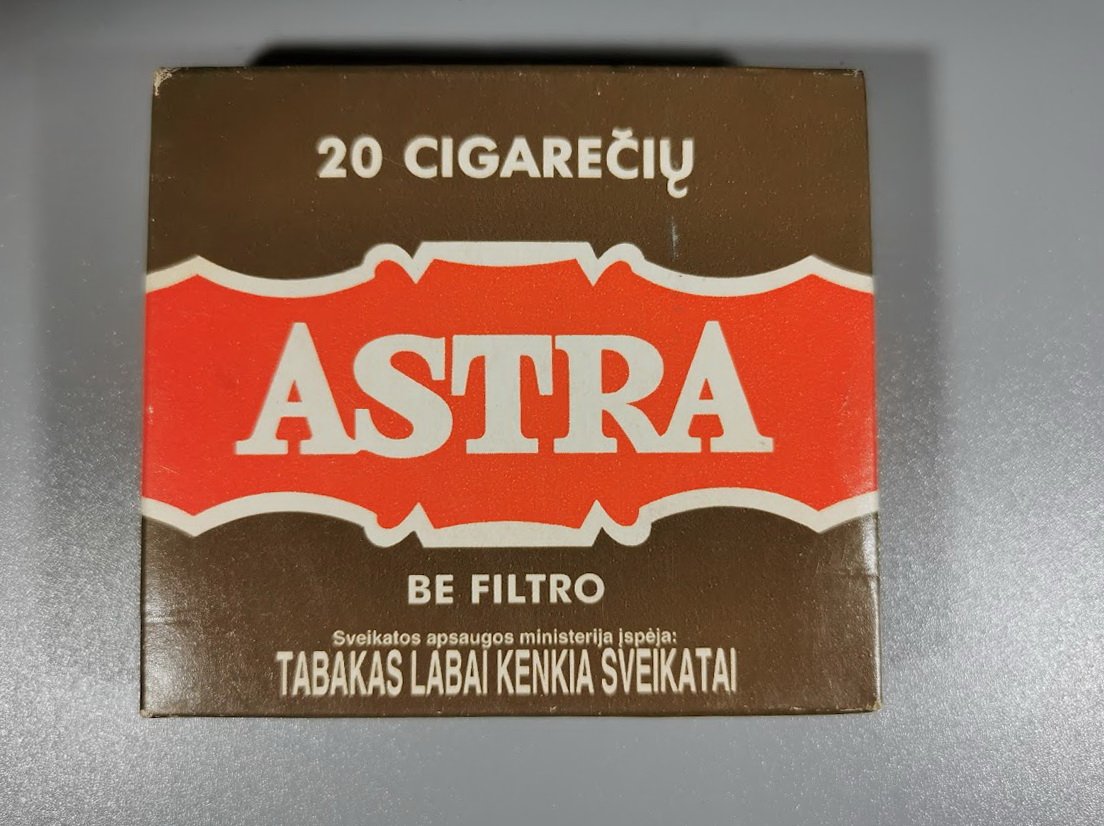 20 CIGAREČIŲ
ASTRA
BE FILTRO
Sveikatos apsaugos ministerija įspėja:
TABAKAS LABAI KENKIA SVEIKATAI